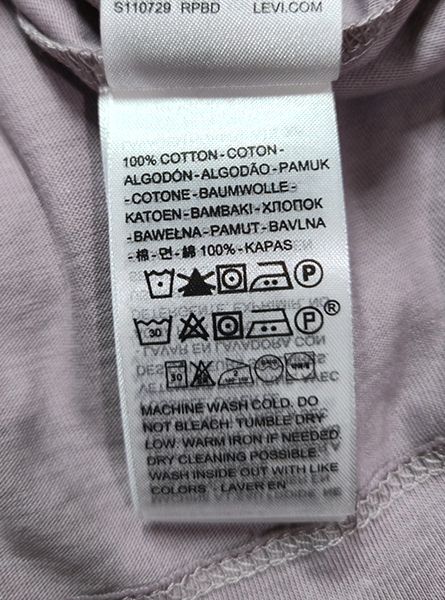 S110729 RPBD LEVI.COM
100% COTTON - COTON -
ALGODÓN - ALGODÃO - PAMUK
- COTONE - BAUMWOLLE -
KATOEN - BAMBAKI - ХЛОПОК
- BAWEŁNA - PAMUT - BAVLNA
- 棉 - 면 - 綿 100% - KAPAS
P
30 P ®
30
MACHINE WASH COLD. DO
NOT BLEACH. TUMBLE DRY
LOW. WARM IRON IF NEEDED.
DRY CLEANING POSSIBLE.
WASH INSIDE OUT WITH LIKE
COLORS - LAVER EN